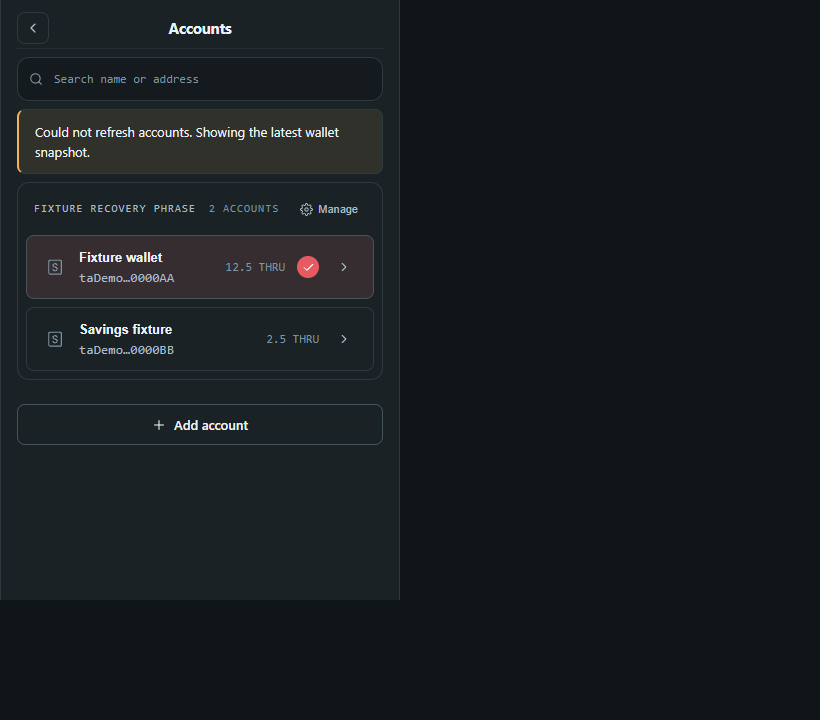 Accounts
Search name or address
Could not refresh accounts. Showing the latest wallet
snapshot.
FIXTURE RECOVERY PHRASE 2 ACCOUNTS Manage
S
Fixture wallet
taDemo…0000AA
12.5 THRU
S
Savings fixture
taDemo…0000BB
2.5 THRU
Add account